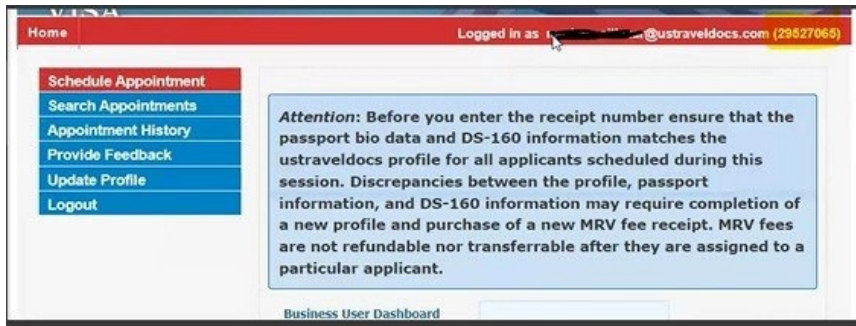 VISA
Home
Logged in as @ustraveldocs.com (29527065)
Schedule Appointment
Search Appointments
Appointment History
Provide Feedback
Update Profile
Logout
Attention: Before you enter the receipt number ensure that the
passport bio data and DS-160 information matches the
ustraveldocs profile for all applicants scheduled during this
session. Discrepancies between the profile, passport
information, and DS-160 information may require completion of
a new profile and purchase of a new MRV fee receipt. MRV fees
are not refundable nor transferrable after they are assigned to a
particular applicant.
Business User Dashboard